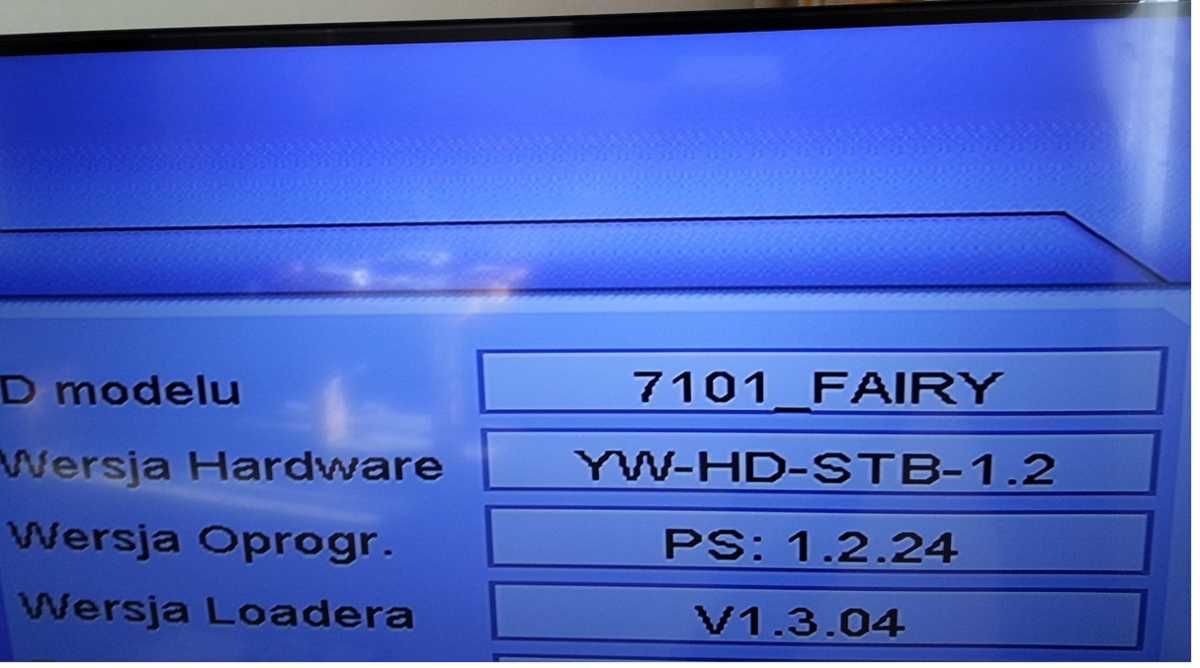 D modelu 7101_FAIRY
Wersja Hardware YW-HD-STB-1.2
Wersja Oprogr. PS: 1.2.24
Wersja Loadera V1.3.04